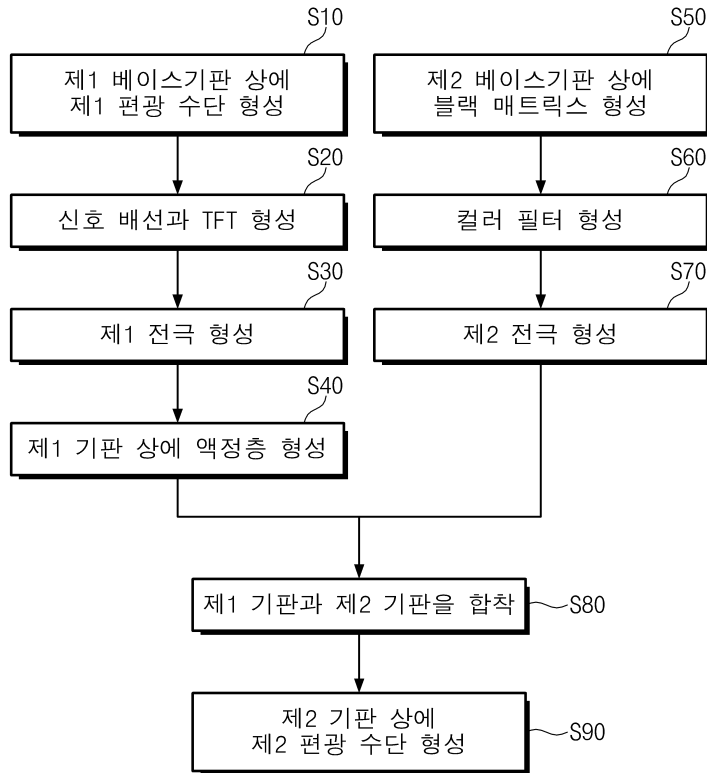 S10
제1 베이스기판 상에
제1 편광 수단 형성
S20
신호 배선과 TFT 형성
S30
제1 전극 형성
S40
제1 기판 상에 액정층 형성
S50
제2 베이스기판 상에
블랙 매트릭스 형성
S60
컬러 필터 형성
S70
제2 전극 형성
제1 기판과 제2 기판을 합착
S80
제2 기판 상에
제2 편광 수단 형성
S90